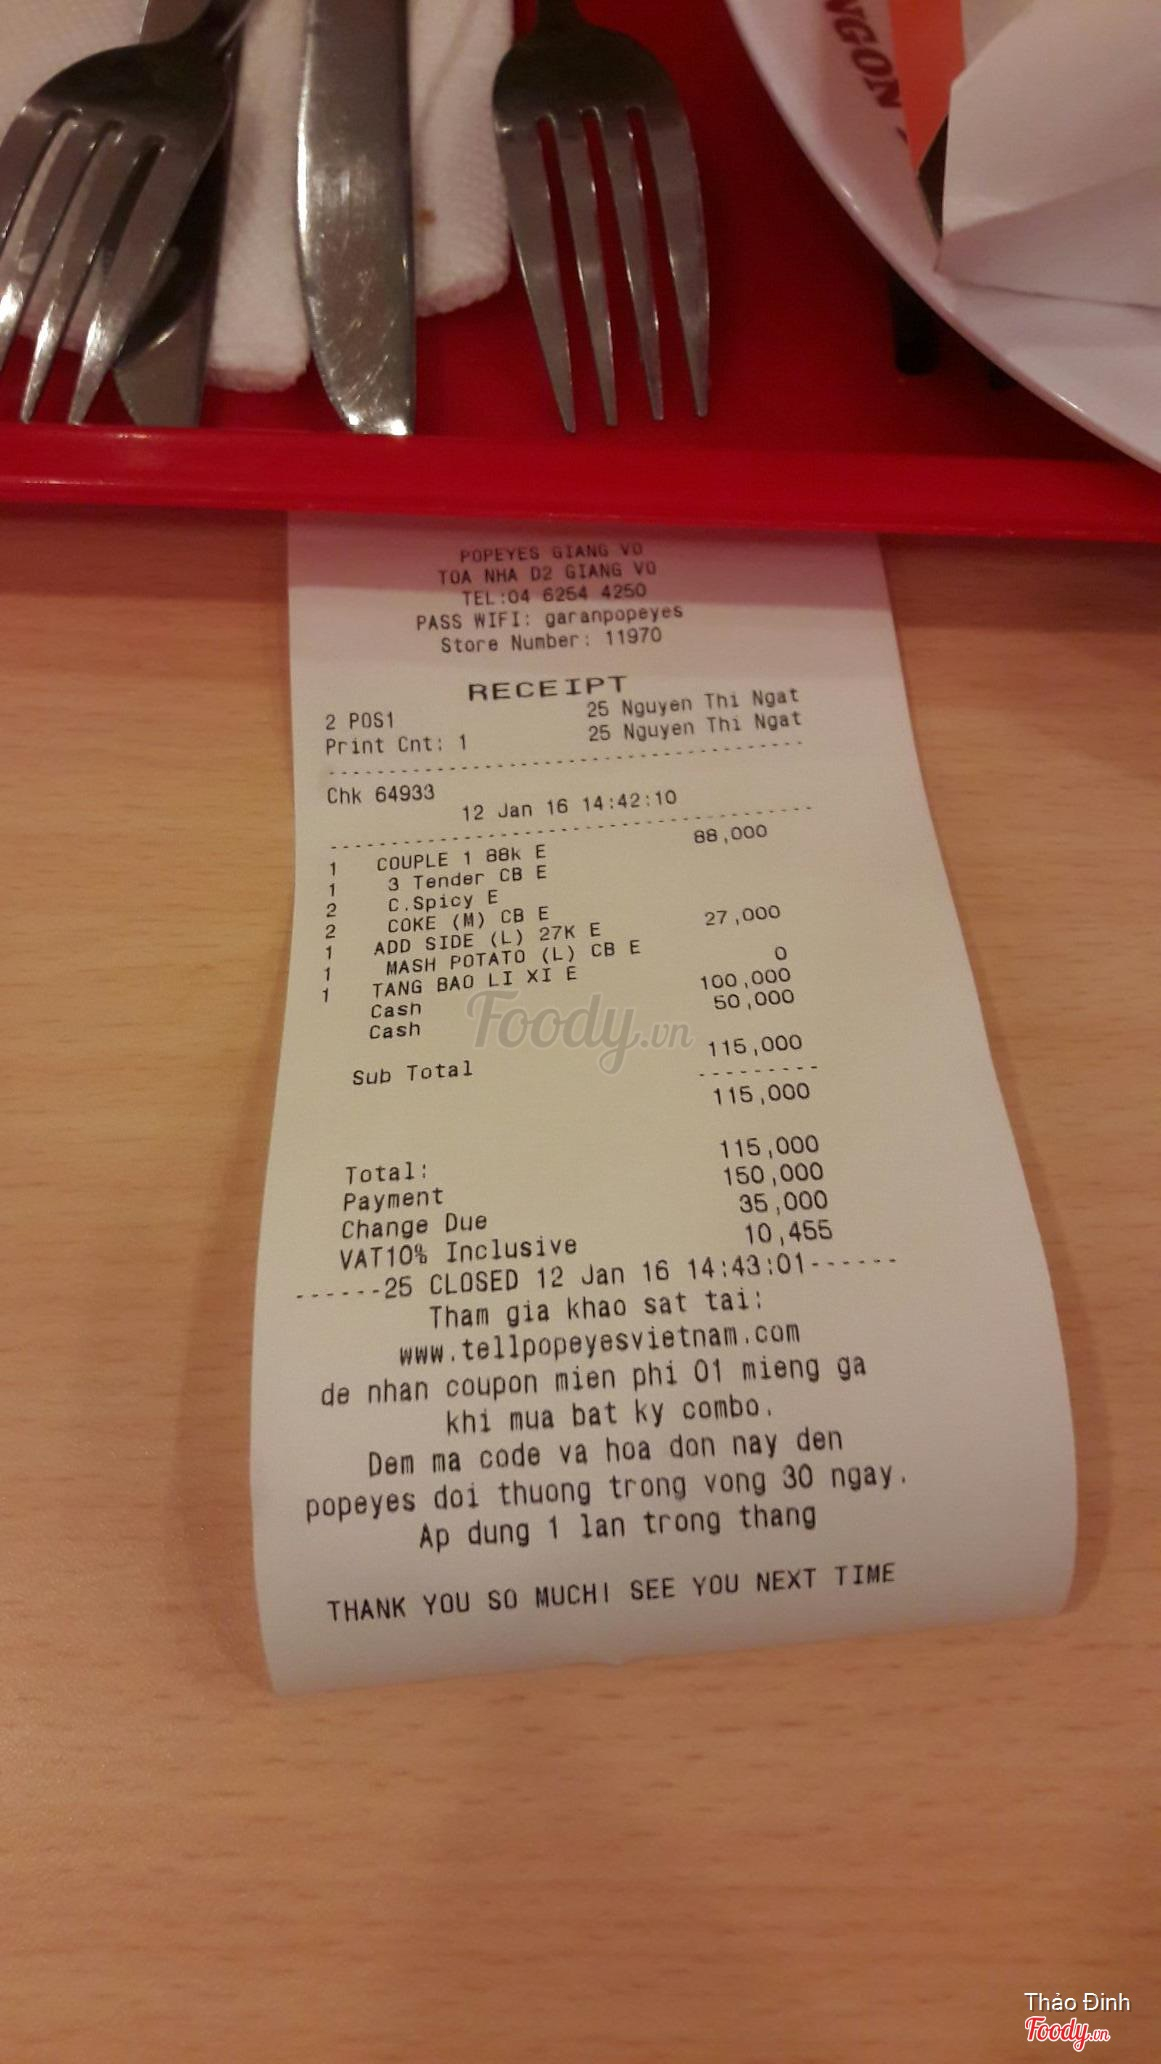 NGON
POPEYES GIANG VO
TOA NHA D2 GIANG VO
TEL:04 6254 4250
PASS WIFI: garanpopeyes
Store Number: 11970
RECEIPT
2 POS1 25 Nguyen Thi Ngat
Print Cnt: 1 25 Nguyen Thi Ngat
Chk 64933
12 Jan 16 14:42:10
1 COUPLE 1 88k E 88,000
1 3 Tender CB E
2 C.Spicy E
2 COKE (M) CB E
1 ADD SIDE (L) 27K E 27,000
1 MASH POTATO (L) CB E
1 TANG BAO LI XI E 0
Cash 100,000
Cash 50,000
Sub Total 115,000
---------
115,000
Total: 115,000
Payment 150,000
Change Due 35,000
VAT10% Inclusive 10,455
------25 CLOSED 12 Jan 16 14:43:01------
Tham gia khao sat tai:
www.tellpopeyesvietnam.com
de nhan coupon mien phi 01 mieng ga
khi mua bat ky combo.
Dem ma code va hoa don nay den
popeyes doi thuong trong vong 30 ngay.
Ap dung 1 lan trong thang
THANK YOU SO MUCH! SEE YOU NEXT TIME
Foody.vn
Thảo Đinh
Foody.vn